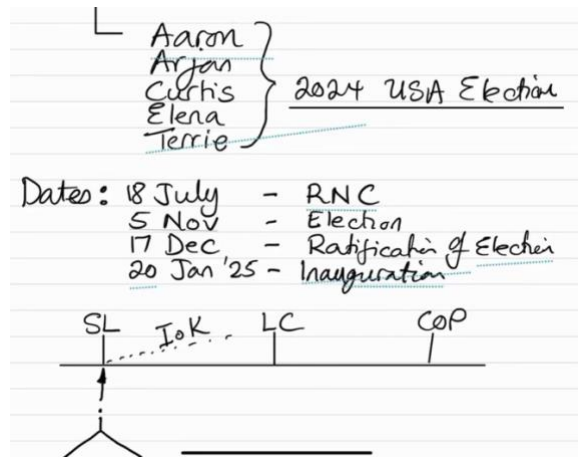 Aaron
Arjan
Curtis
Elena
Terrie
2024 USA Election
Dates: 18 July - RNC
5 Nov - Election
17 Dec - Ratification of Election
20 Jan '25 - Inauguration
SL IoK LC CoP